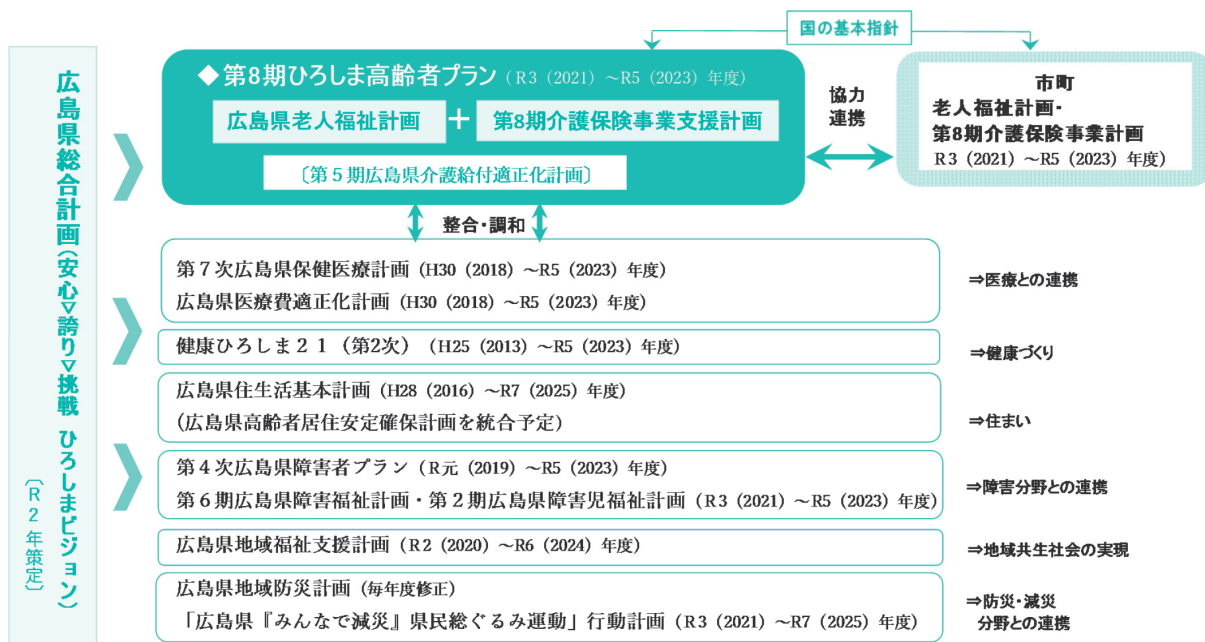 国の基本指針
広島県総合計画(安心▷誇り▷挑戦 ひろしまビジョン)
〔R2年策定〕
◆第8期ひろしま高齢者プラン(R3(2021)~R5(2023)年度)
広島県老人福祉計画 + 第8期介護保険事業支援計画
〔第5期広島県介護給付適正化計画〕
協力
連携
市町
老人福祉計画・
第8期介護保険事業計画
R3(2021)~R5(2023)年度)
整合・調和
第7次広島県保健医療計画(H30(2018)~R5(2023)年度)
広島県医療費適正化計画(H30(2018)~R5(2023)年度)
⇒医療との連携
健康ひろしま21(第2次)(H25(2013)~R5(2023)年度)
⇒健康づくり
広島県住生活基本計画(H28(2016)~R7(2025)年度)
(広島県高齢者居住安定確保計画を統合予定)
⇒住まい
第4次広島県障害者プラン(R元(2019)~R5(2023)年度)
第6期広島県障害福祉計画・第2期広島県障害児福祉計画(R3(2021)~R5(2023)年度)
⇒障害分野との連携
広島県地域福祉支援計画(R2(2020)~R6(2024)年度)
⇒地域共生社会の実現
広島県地域防災計画(毎年度修正)
「広島県『みんなで減災』県民総ぐるみ運動」行動計画(R3(2021)~R7(2025)年度)
⇒防災・減災
分野との連携